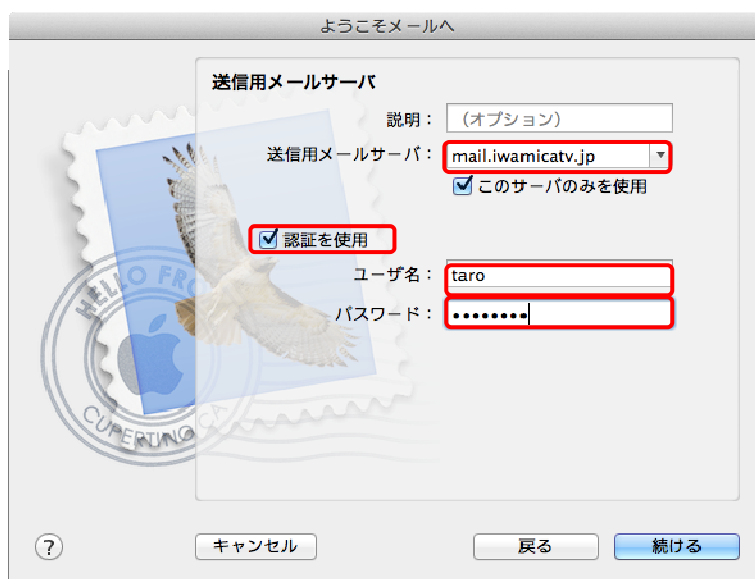 ようこそメールへ
送信用メールサーバ
説明：（オプション）
送信用メールサーバ：mail.iwamicatv.jp
このサーバのみを使用
認証を使用
ユーザ名：taro
パスワード：••••••••
HELLO FRO
CUPERTINO CA
? キャンセル 戻る 続ける